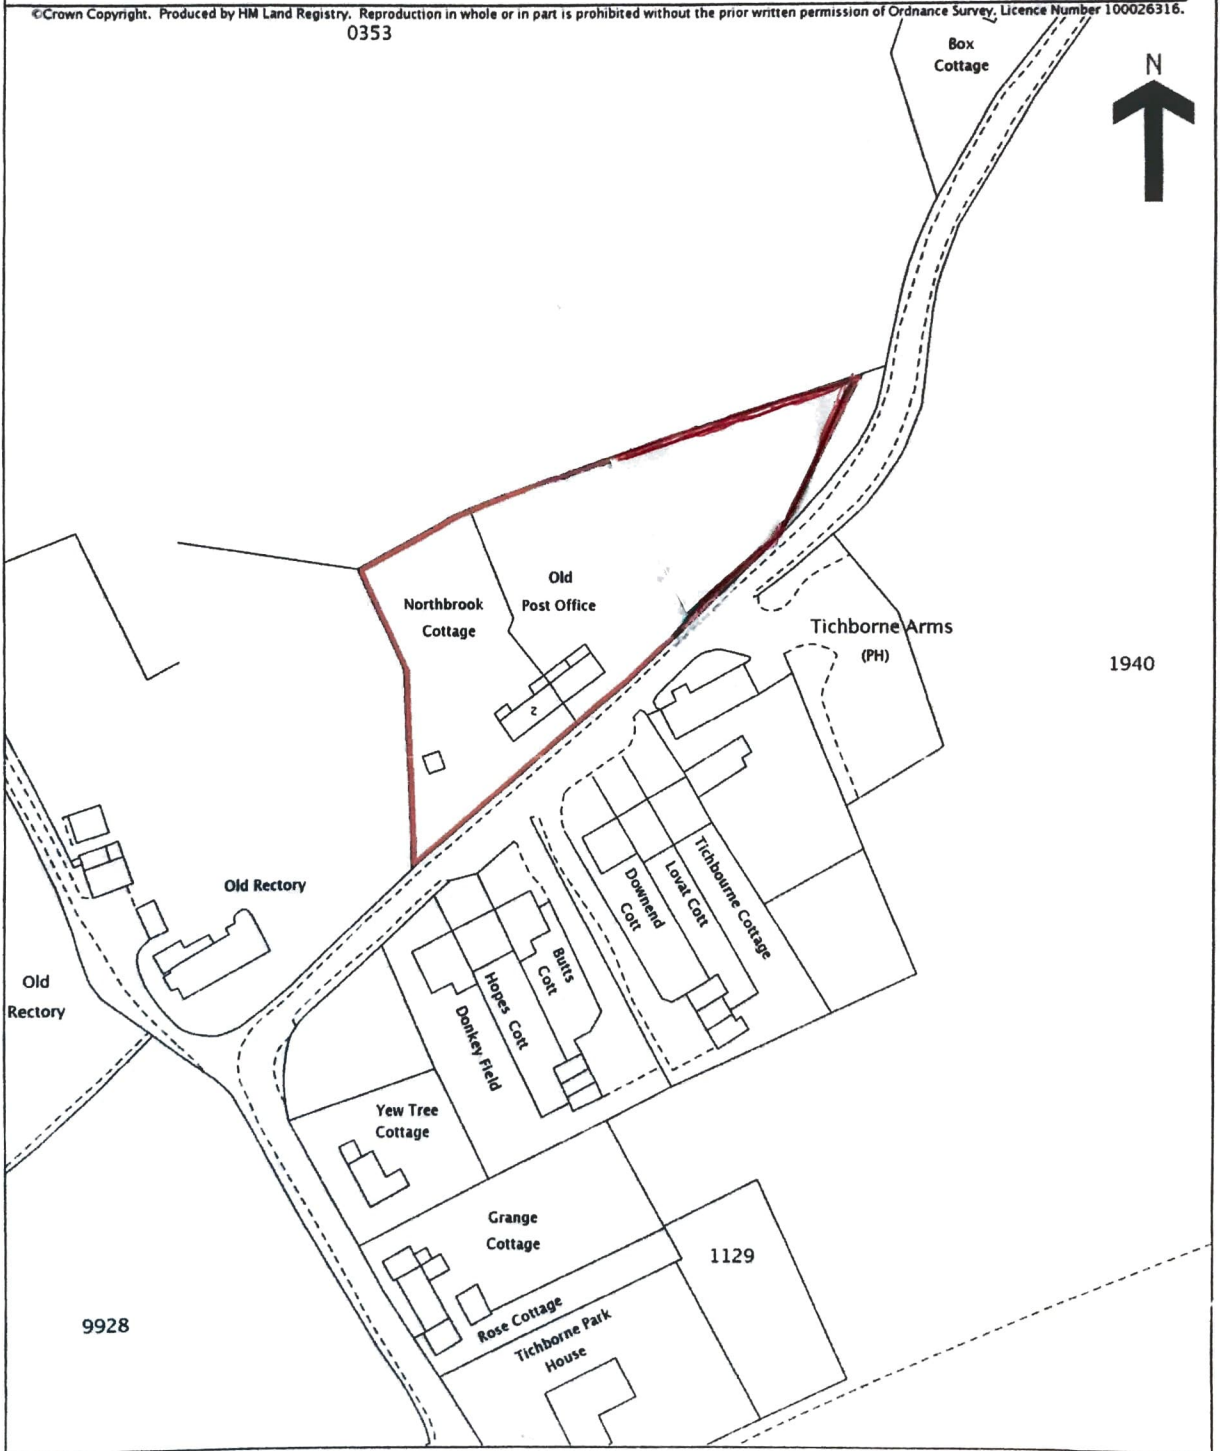 ©Crown Copyright. Produced by HM Land Registry. Reproduction in whole or in part is prohibited without the prior written permission of Ordnance Survey. Licence Number 100026316.
0353
Box
Cottage
N
Old
Post Office
Northbrook
Cottage
2
Tichborne Arms
(PH)
1940
Old Rectory
Old
Rectory
Downend
Cott
Lovat Cott
Tichbourne Cottage
Butts
Cott
Hopes Cott
Donkey Field
Yew Tree
Cottage
Grange
Cottage
1129
9928
Rose Cottage
Tichborne Park
House